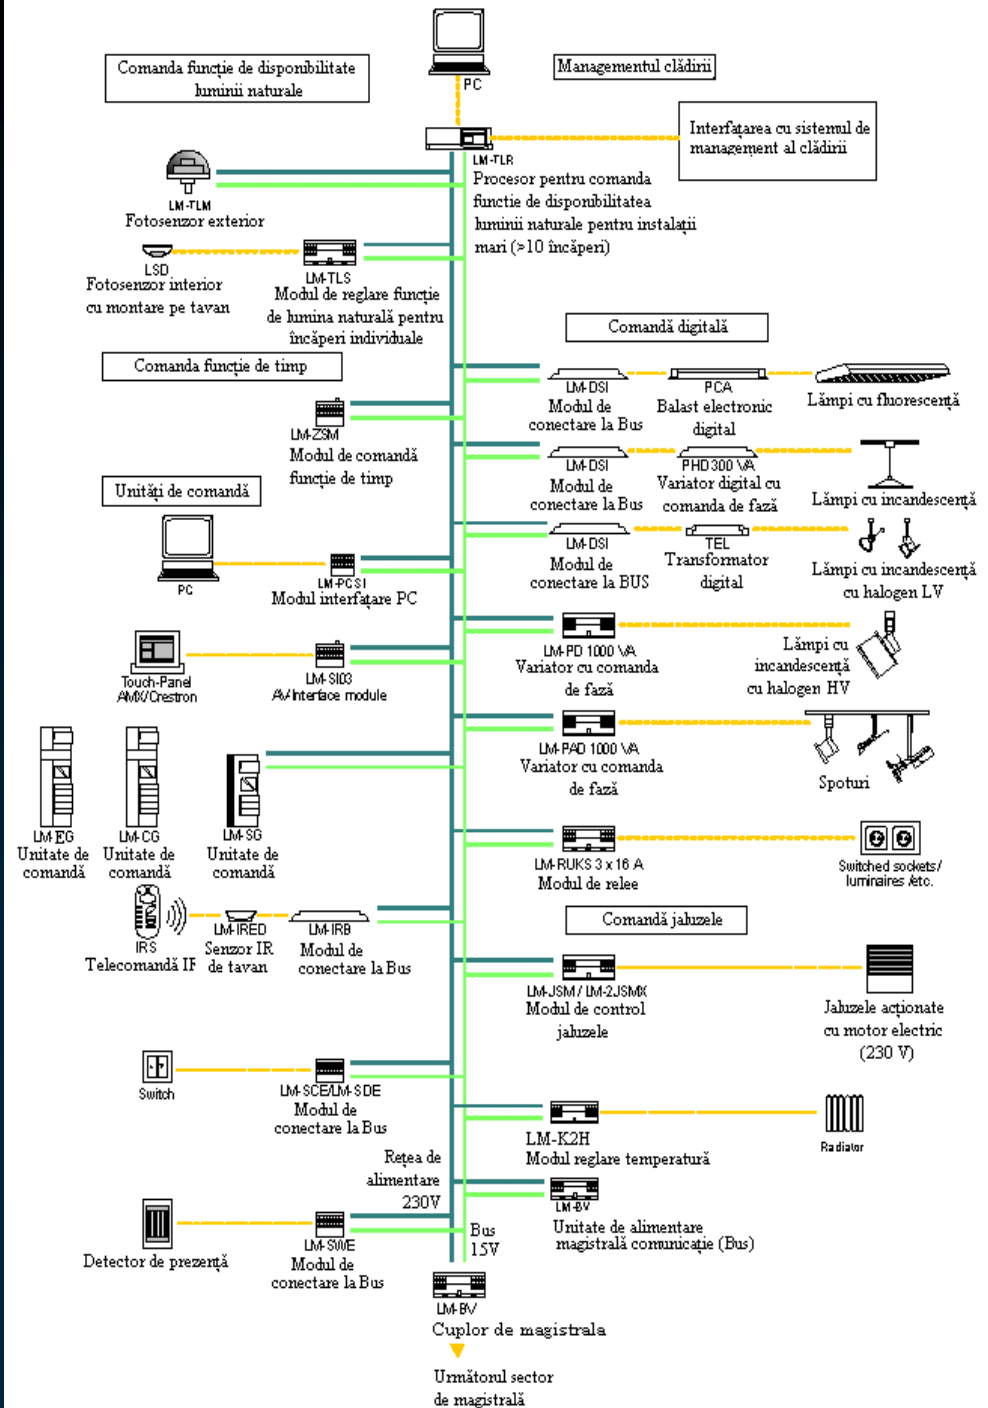 PC
Comanda funcție de disponibilitate
luminii naturale
Managementul clădirii
Interfațarea cu sistemul de
management al clădirii
LM-TLR
Procesor pentru comanda
functie de disponibilitatea
luminii naturale pentru instalații
mari (>10 încăperi)
LM-TLM
Fotosenzor exterior
LSD
Fotosenzor interior
cu montare pe tavan
LM-TLS
Modul de reglare funcție
de lumina naturală pentru
încăperi individuale
Comandă digitală
Comanda funcție de timp
LM-DSI
Modul de
conectare la Bus
PCA
Balast electronic
digital
Lămpi cu fluorescență
LM-ZSM
Modul de comandă
funcție de timp
LM-DSI
Modul de
conectare la Bus
PHD300 VA
Variator digital cu
comanda de fază
Lămpi cu incandescență
Unități de comandă
PC
LM-PCSI
Modul interfațare PC
LM-DSI
Modul de
conectare la BUS
TEL
Transformator
digital
Lămpi cu incandescență
cu halogen LV
Touch-Panel
AMX/Crestron
LM-SI03
AV-Interface module
LM-PD 1000 VA
Variator cu comanda
de fază
Lămpi cu
incandescență
cu halogen HV
LM-PAD 1000 VA
Variator cu comanda
de fază
Spoturi
LM-EG
Unitate de
comandă
LM-CG
Unitate de
comandă
LM-SG
Unitate de
comandă
LM-RUKS 3 x 16 A
Modul de relee
Switched sockets/
luminaires /etc.
IRS
Telecomandă IF
LM-IRED
Senzor IR
de tavan
LM-IRB
Modul de
conectare la Bus
Comandă jaluzele
LM-JSM / LM-2JSMX
Modul de control
jaluzele
Jaluzele acționate
cu motor electric
(230 V)
Switch
LM-SCE/LM-SDE
Modul de
conectare la Bus
LM-K2H
Modul reglare temperatură
Radiator
Rețea de
alimentare
230V
LM-BV
Unitate de alimentare
magistrală comunicație (Bus)
Bus
15V
Detector de prezență
LM-SWE
Modul de
conectare la Bus
LM-BV
Cuplor de magistrala
Următorul sector
de magistrală